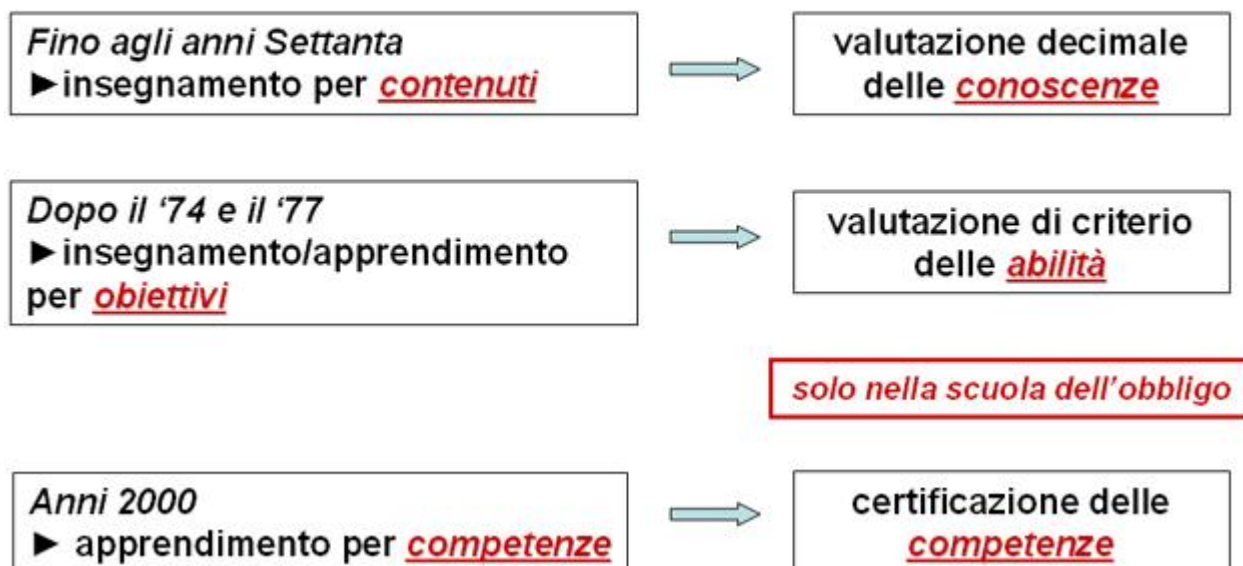 Fino agli anni Settanta
►insegnamento per contenuti
valutazione decimale
delle conoscenze
Dopo il ‘74 e il ‘77
►insegnamento/apprendimento
per obiettivi
valutazione di criterio
delle abilità
solo nella scuola dell’obbligo
Anni 2000
► apprendimento per competenze
certificazione delle
competenze